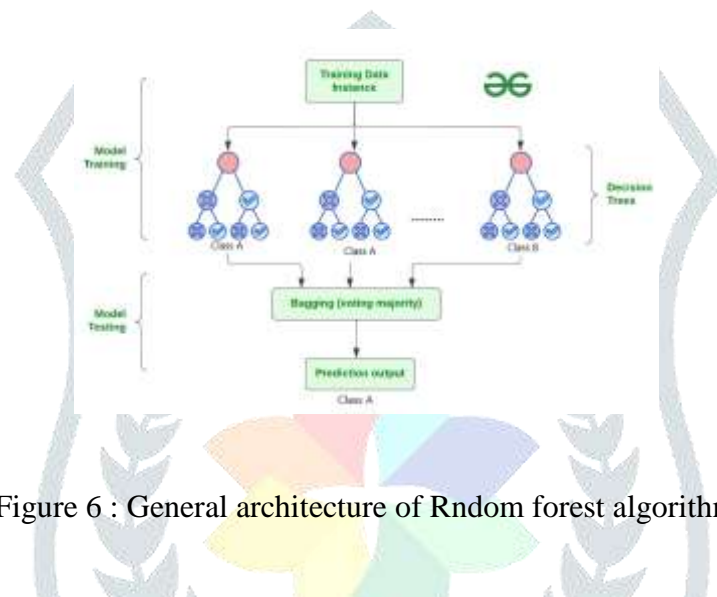 Training Data
Instance
Model
Training
Decision
Trees
........
Class A
Class A
Class B
Model
Testing
Bagging (voting majority)
Prediction output
Class A
Figure 6 : General architecture of Rndom forest algorithm